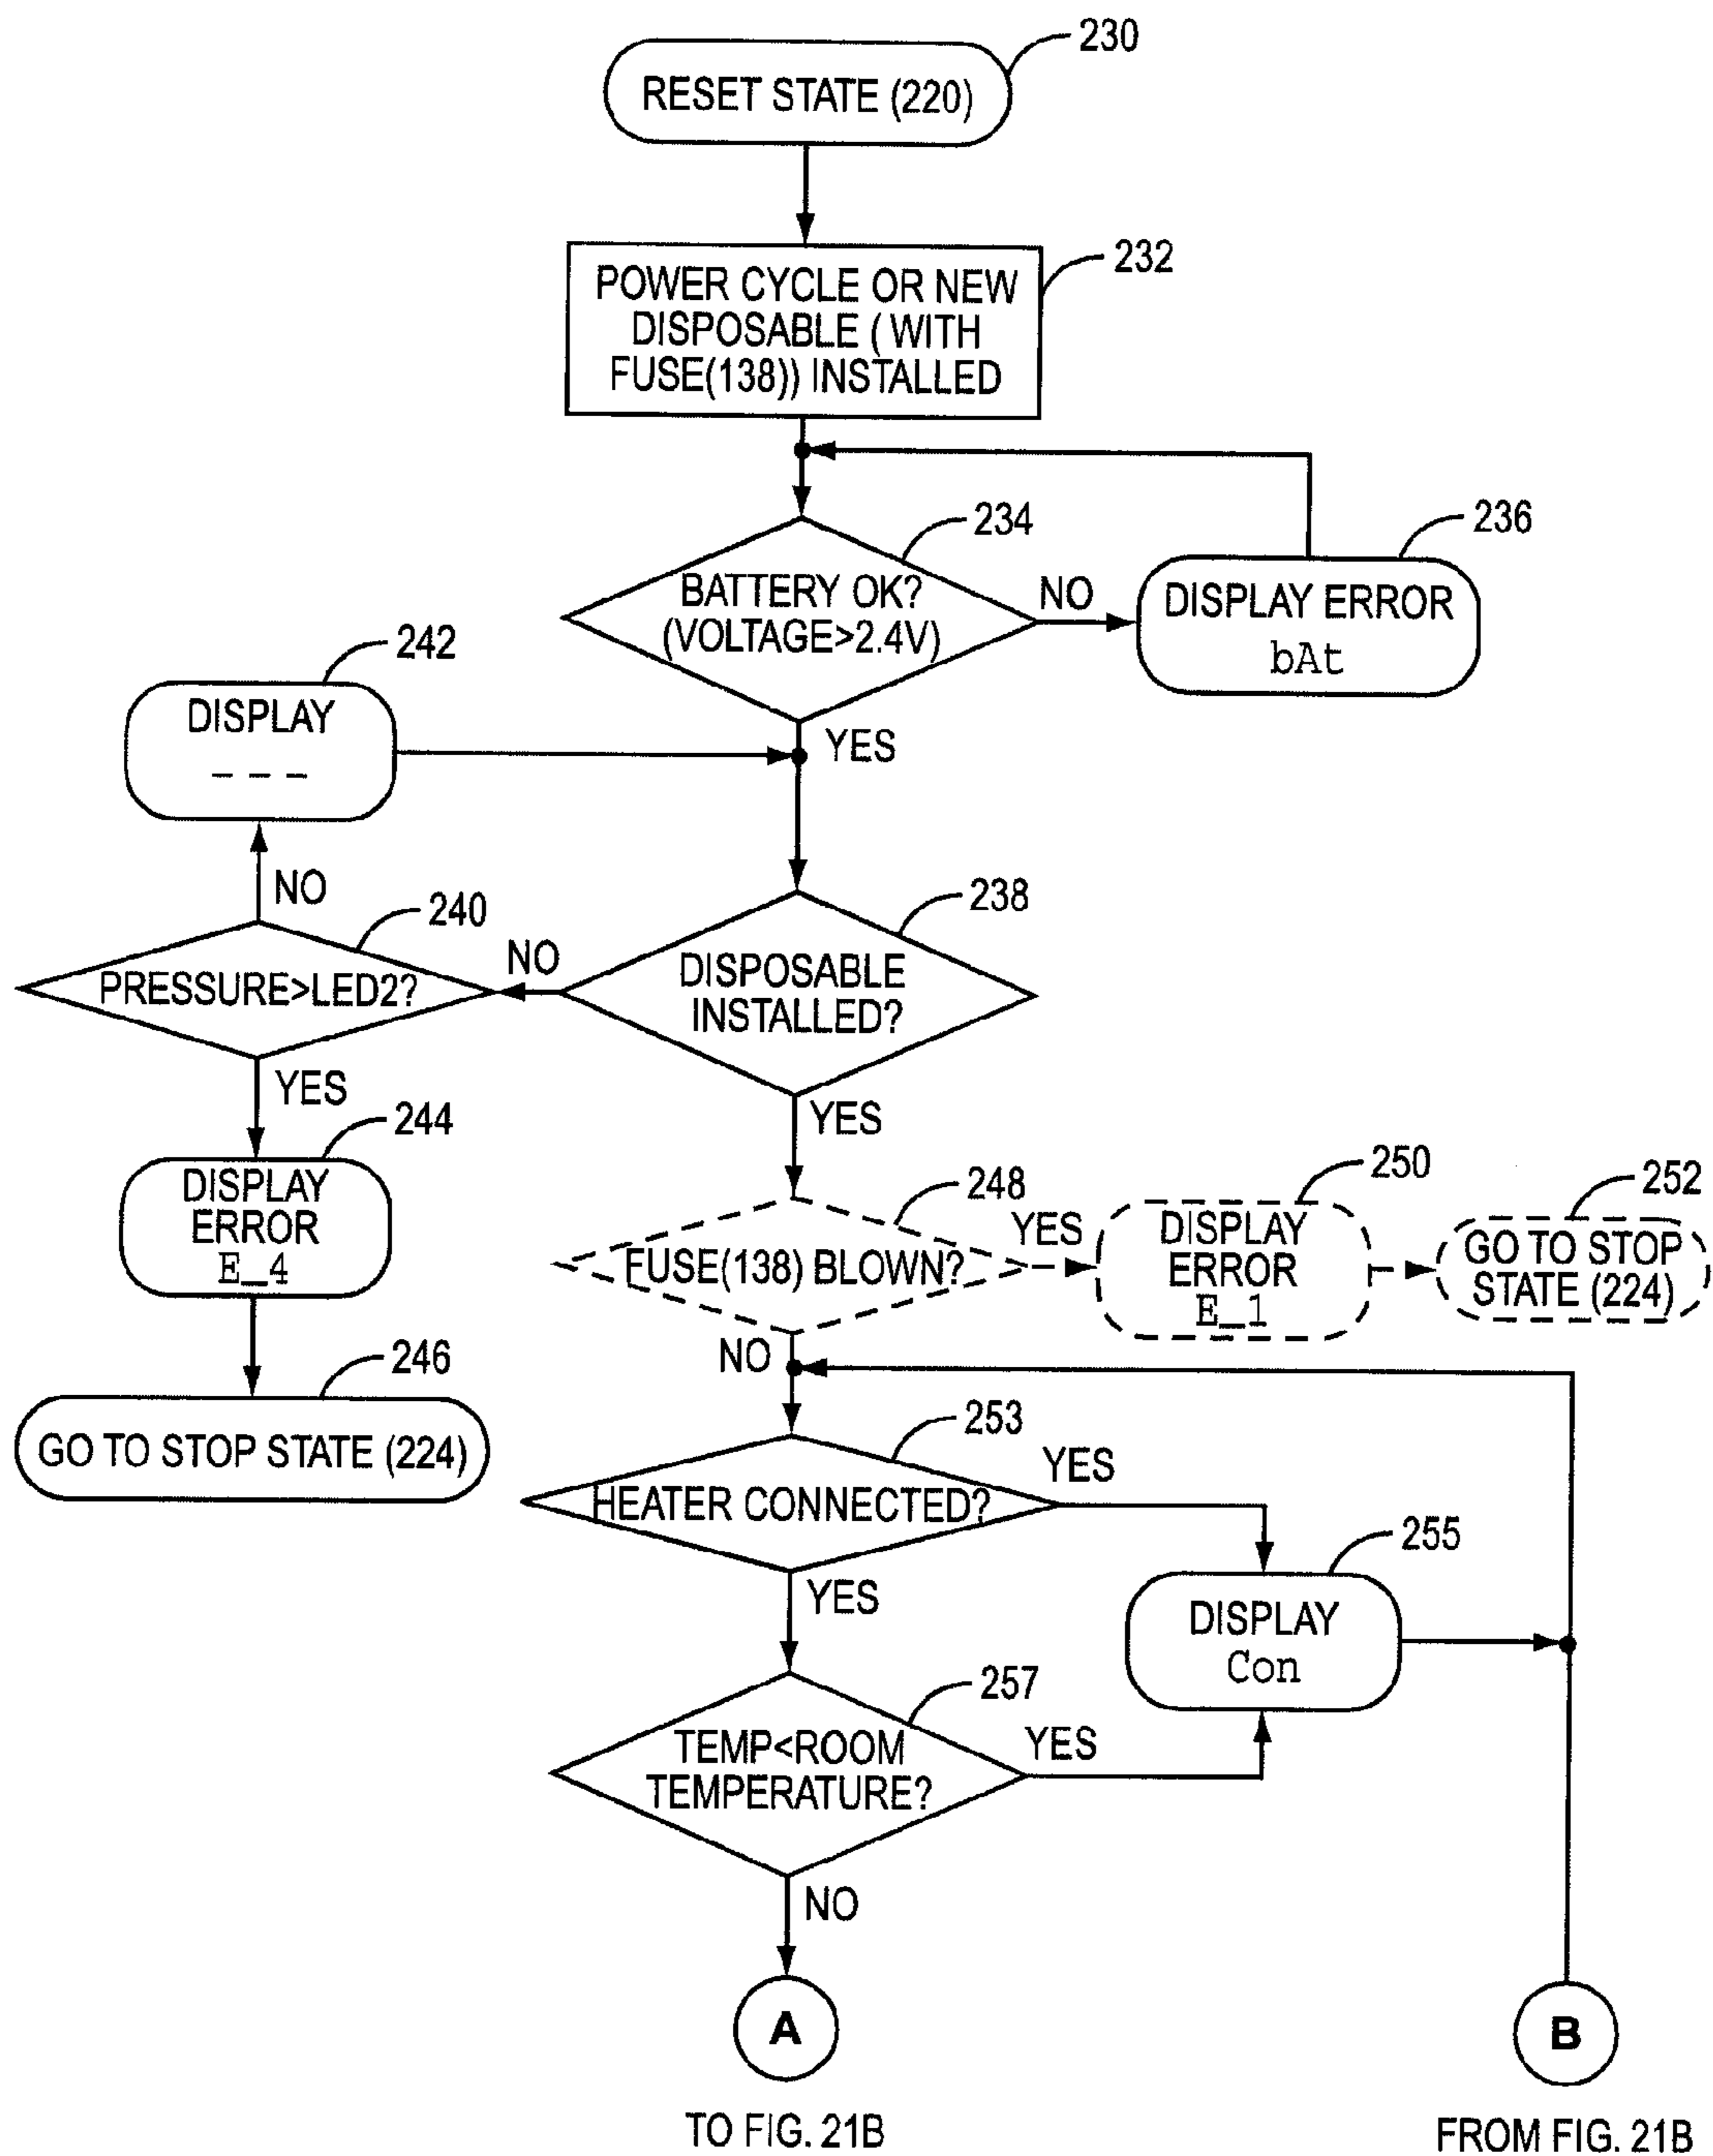 230
RESET STATE (220)
232
POWER CYCLE OR NEW
DISPOSABLE ( WITH
FUSE(138)) INSTALLED
234
BATTERY OK?
(VOLTAGE>2.4V)
NO
236
DISPLAY ERROR
bAt
242
DISPLAY
- - -
YES
NO
240
PRESSURE>LED2?
NO
238
DISPOSABLE
INSTALLED?
YES
244
DISPLAY
ERROR
E_4
YES
248
FUSE(138) BLOWN?
YES
250
DISPLAY
ERROR
E_1
252
GO TO STOP
STATE (224)
NO
246
GO TO STOP STATE (224)
253
HEATER CONNECTED?
YES
255
DISPLAY
Con
YES
257
TEMP<ROOM
TEMPERATURE?
YES
NO
A
B
TO FIG. 21B
FROM FIG. 21B